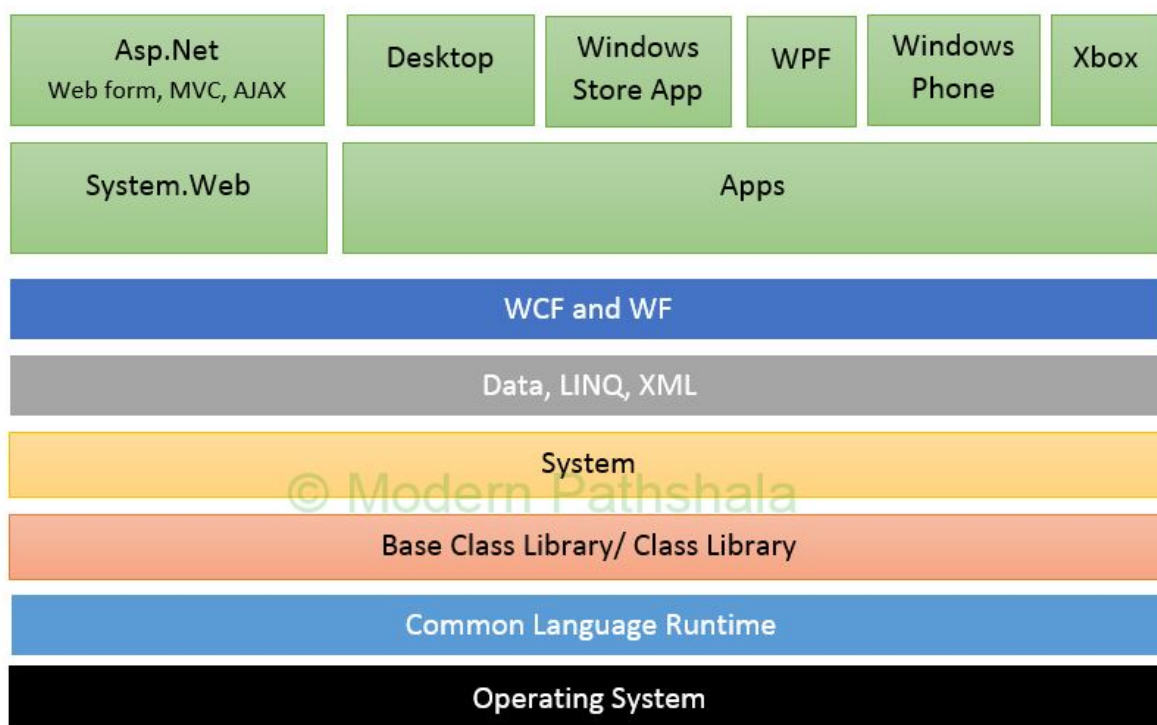 Asp.Net
Web form, MVC, AJAX
Desktop
Windows
Store App
WPF
Windows
Phone
Xbox
System.Web
Apps
WCF and WF
Data, LINQ, XML
System
© Modern Pathshala
Base Class Library/ Class Library
Common Language Runtime
Operating System